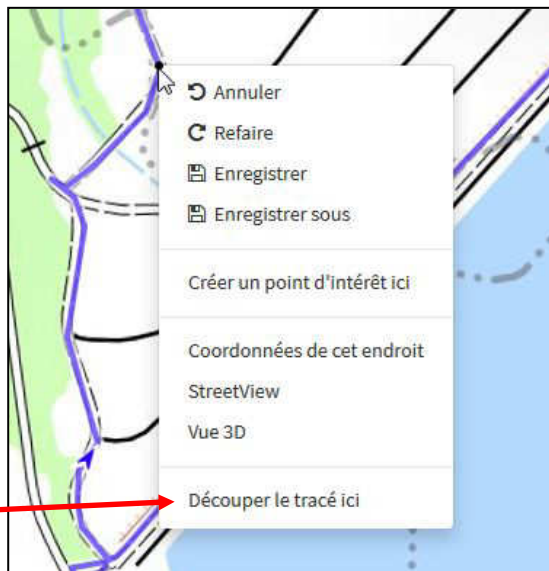 Annuler
Refaire
Enregistrer
Enregistrer sous
Créer un point d'intérêt ici
Coordonnées de cet endroit
StreetView
Vue 3D
Découper le tracé ici